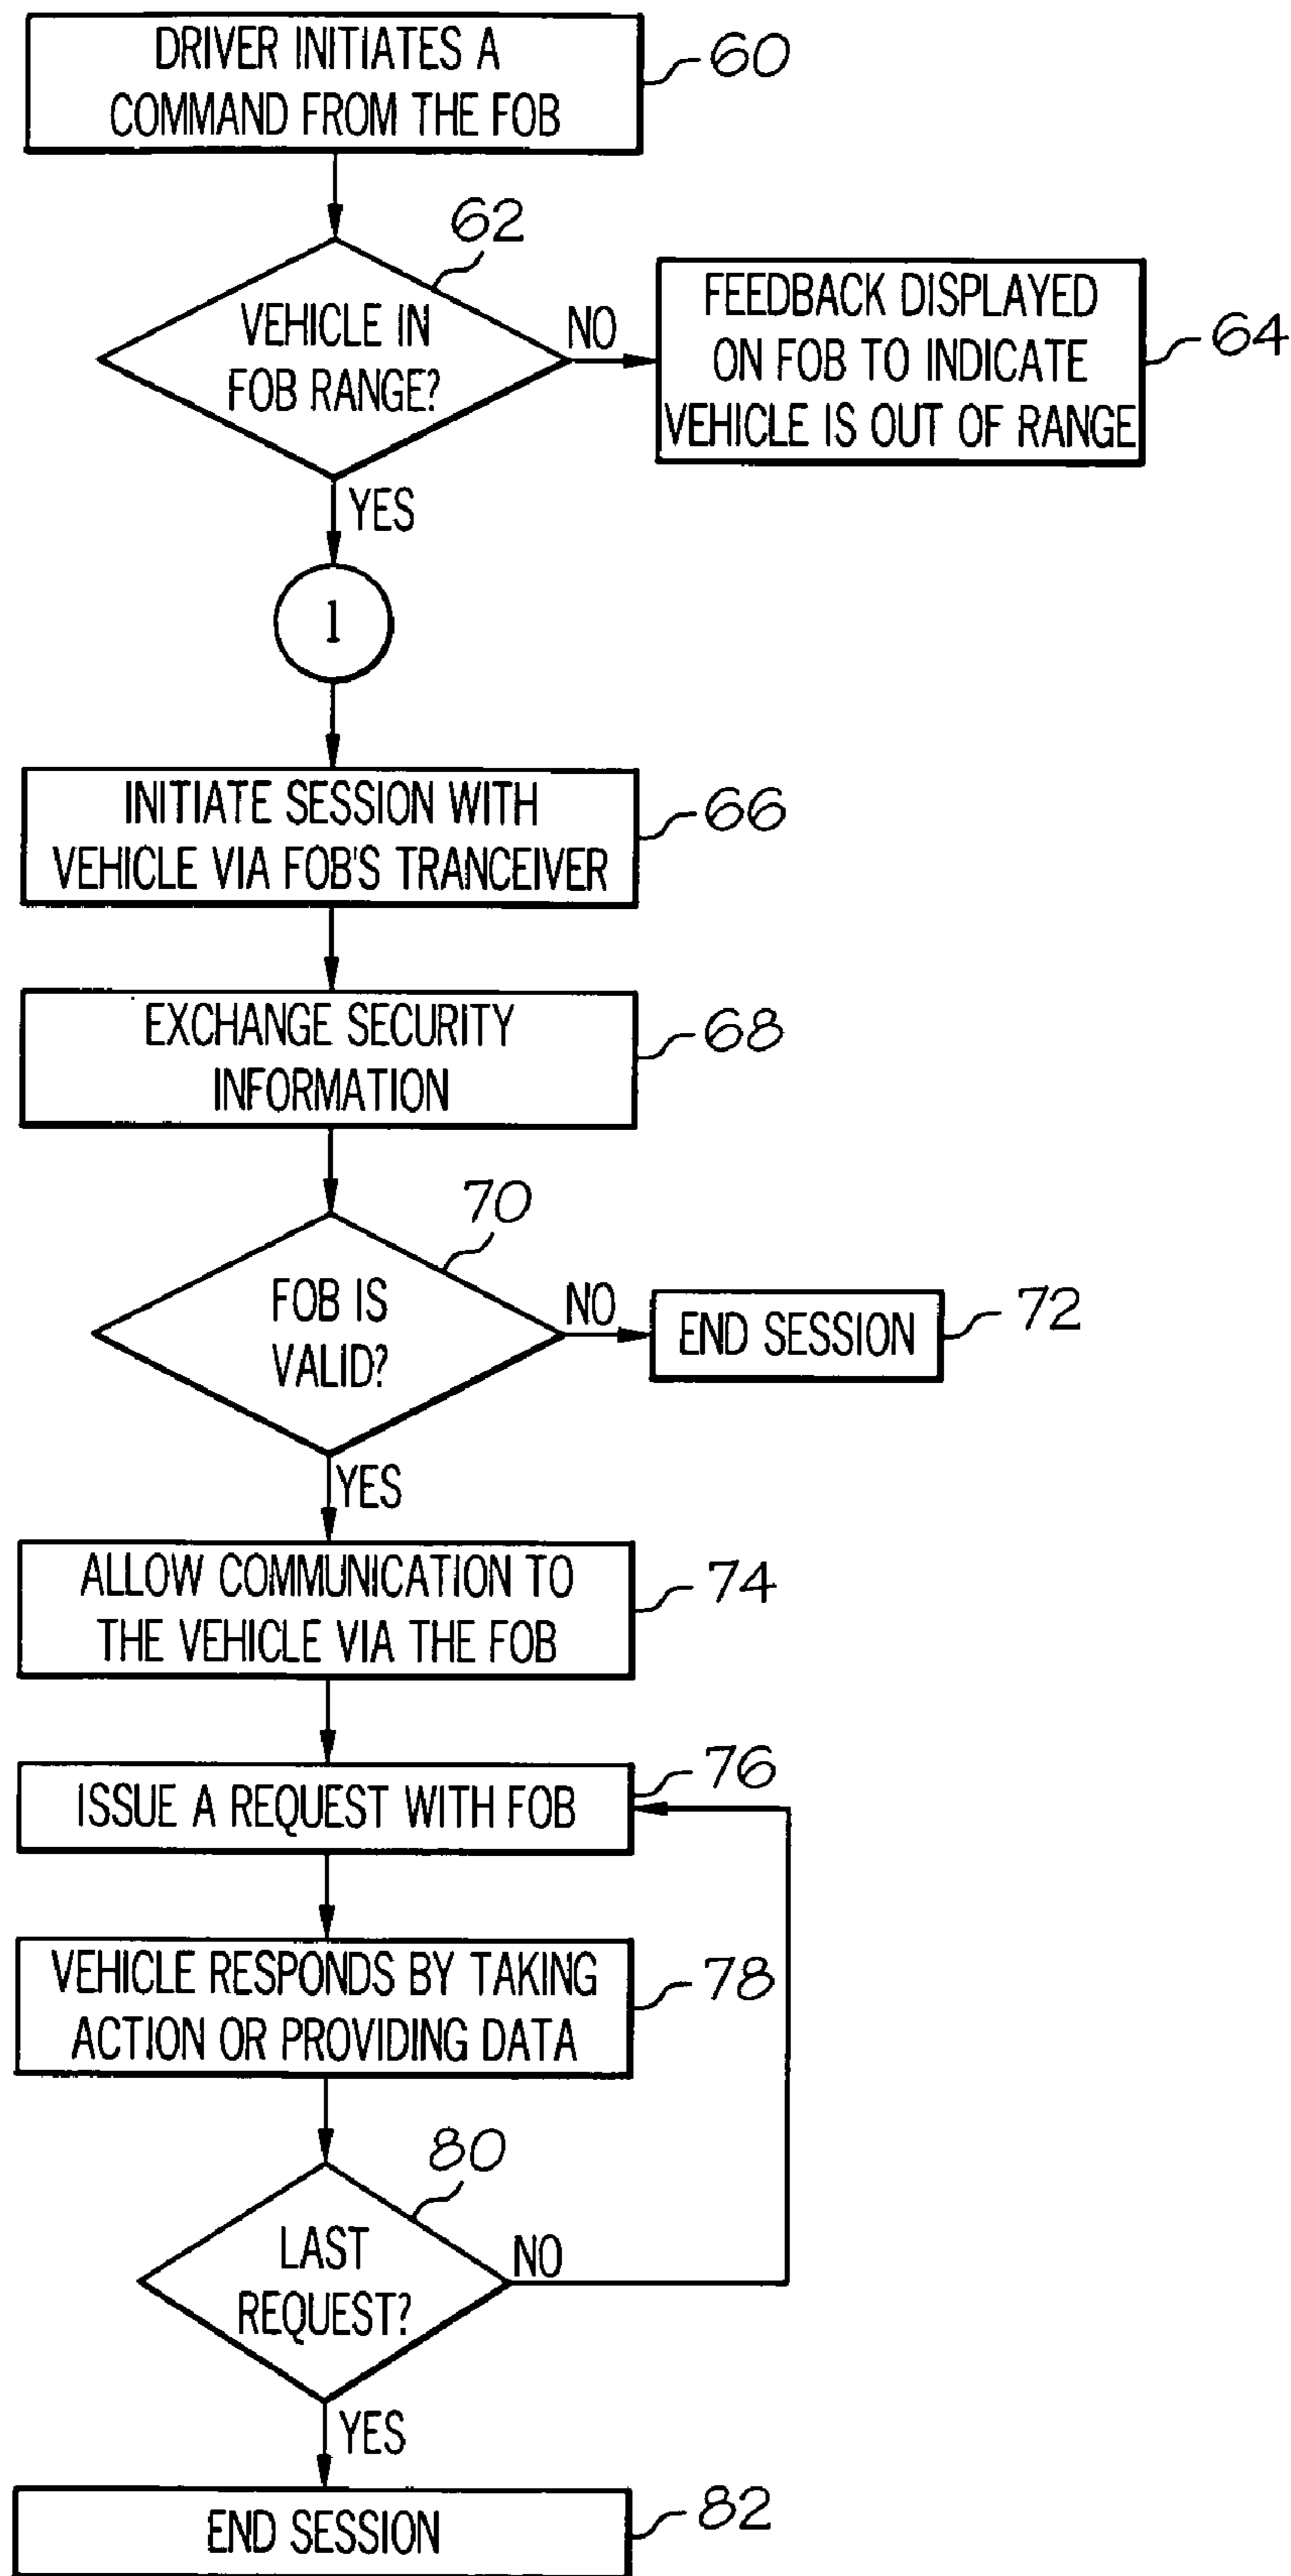 DRIVER INITIATES A
COMMAND FROM THE FOB
60
62
VEHICLE IN
FOB RANGE?
NO
FEEDBACK DISPLAYED
ON FOB TO INDICATE
VEHICLE IS OUT OF RANGE
64
YES
1
INITIATE SESSION WITH
VEHICLE VIA FOB'S TRANCEIVER
66
EXCHANGE SECURITY
INFORMATION
68
70
FOB IS
VALID?
NO
END SESSION
72
YES
ALLOW COMMUNICATION TO
THE VEHICLE VIA THE FOB
74
ISSUE A REQUEST WITH FOB
76
VEHICLE RESPONDS BY TAKING
ACTION OR PROVIDING DATA
78
80
LAST
REQUEST?
NO
YES
END SESSION
82